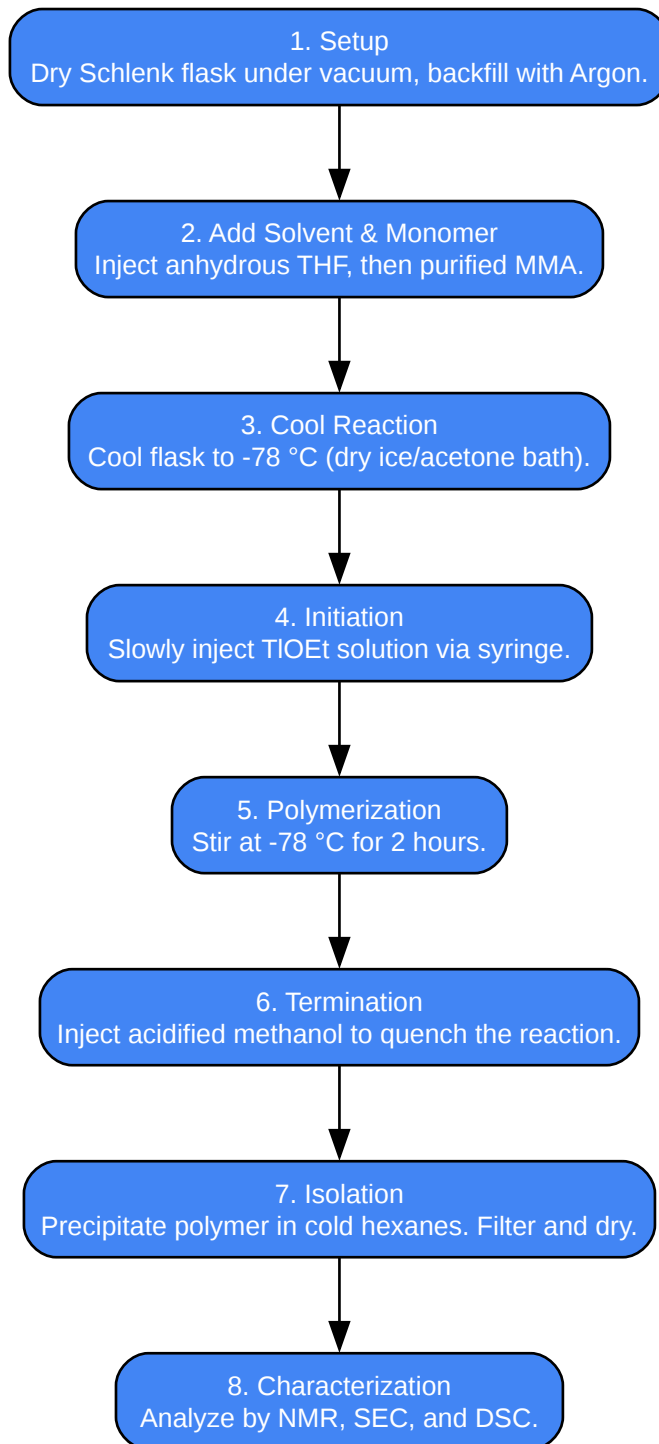 1. Setup
Dry Schlenk flask under vacuum, backfill with Argon.
2. Add Solvent & Monomer
Inject anhydrous THF, then purified MMA.
3. Cool Reaction
Cool flask to -78 °C (dry ice/acetone bath).
4. Initiation
Slowly inject TlOEt solution via syringe.
5. Polymerization
Stir at -78 °C for 2 hours.
6. Termination
Inject acidified methanol to quench the reaction.
7. Isolation
Precipitate polymer in cold hexanes. Filter and dry.
8. Characterization
Analyze by NMR, SEC, and DSC.